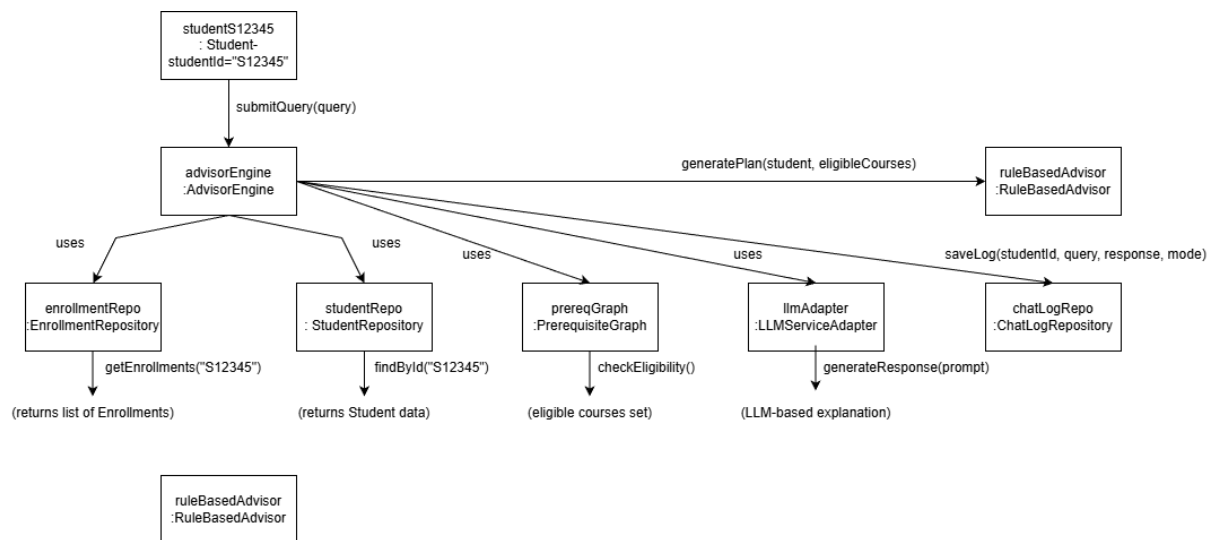 studentS12345
: Student-
studentId="S12345"
submitQuery(query)
advisorEngine
:AdvisorEngine
generatePlan(student, eligibleCourses)
ruleBasedAdvisor
:RuleBasedAdvisor
uses
uses
uses
uses
saveLog(studentId, query, response, mode)
enrollmentRepo
:EnrollmentRepository
studentRepo
: StudentRepository
prereqGraph
:PrerequisiteGraph
llmAdapter
:LLMServiceAdapter
chatLogRepo
:ChatLogRepository
getEnrollments("S12345")
findById("S12345")
checkEligibility()
generateResponse(prompt)
(returns list of Enrollments)
(returns Student data)
(eligible courses set)
(LLM-based explanation)
ruleBasedAdvisor
:RuleBasedAdvisor